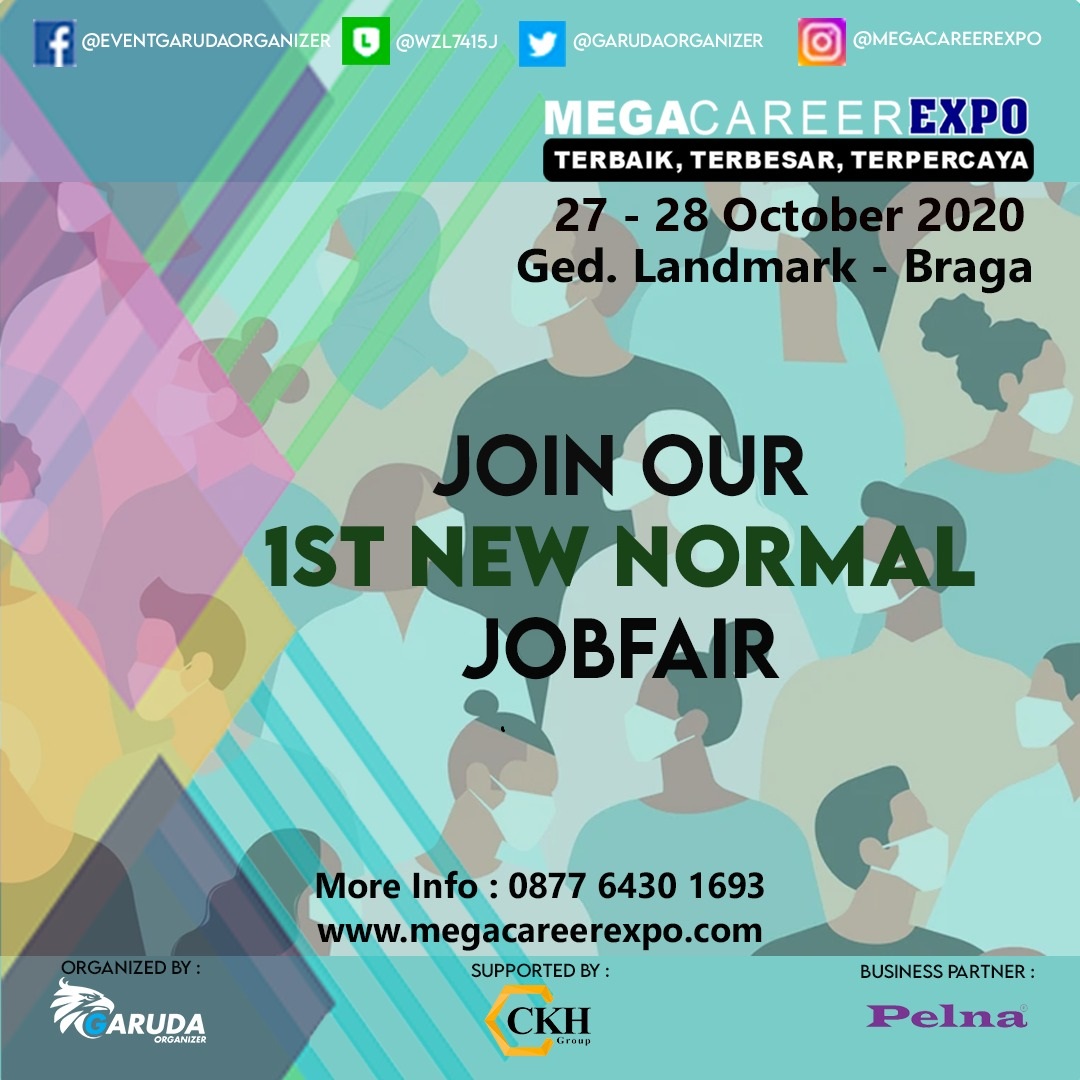 @EVENTGARUDAORGANIZER
@WZL7415J
@GARUDAORGANIZER
@MEGACAREEREXPO
MEGACAREEREXPO
TERBAIK, TERBESAR, TERPERCAYA
27 - 28 October 2020
Ged. Landmark - Braga
JOIN OUR
1ST NEW NORMAL
JOBFAIR
More Info : 0877 6430 1693
www.megacareerexpo.com
ORGANIZED BY :
GARUDA
ORGANIZER
SUPPORTED BY :
CKH
Group
BUSINESS PARTNER :
Pelna®